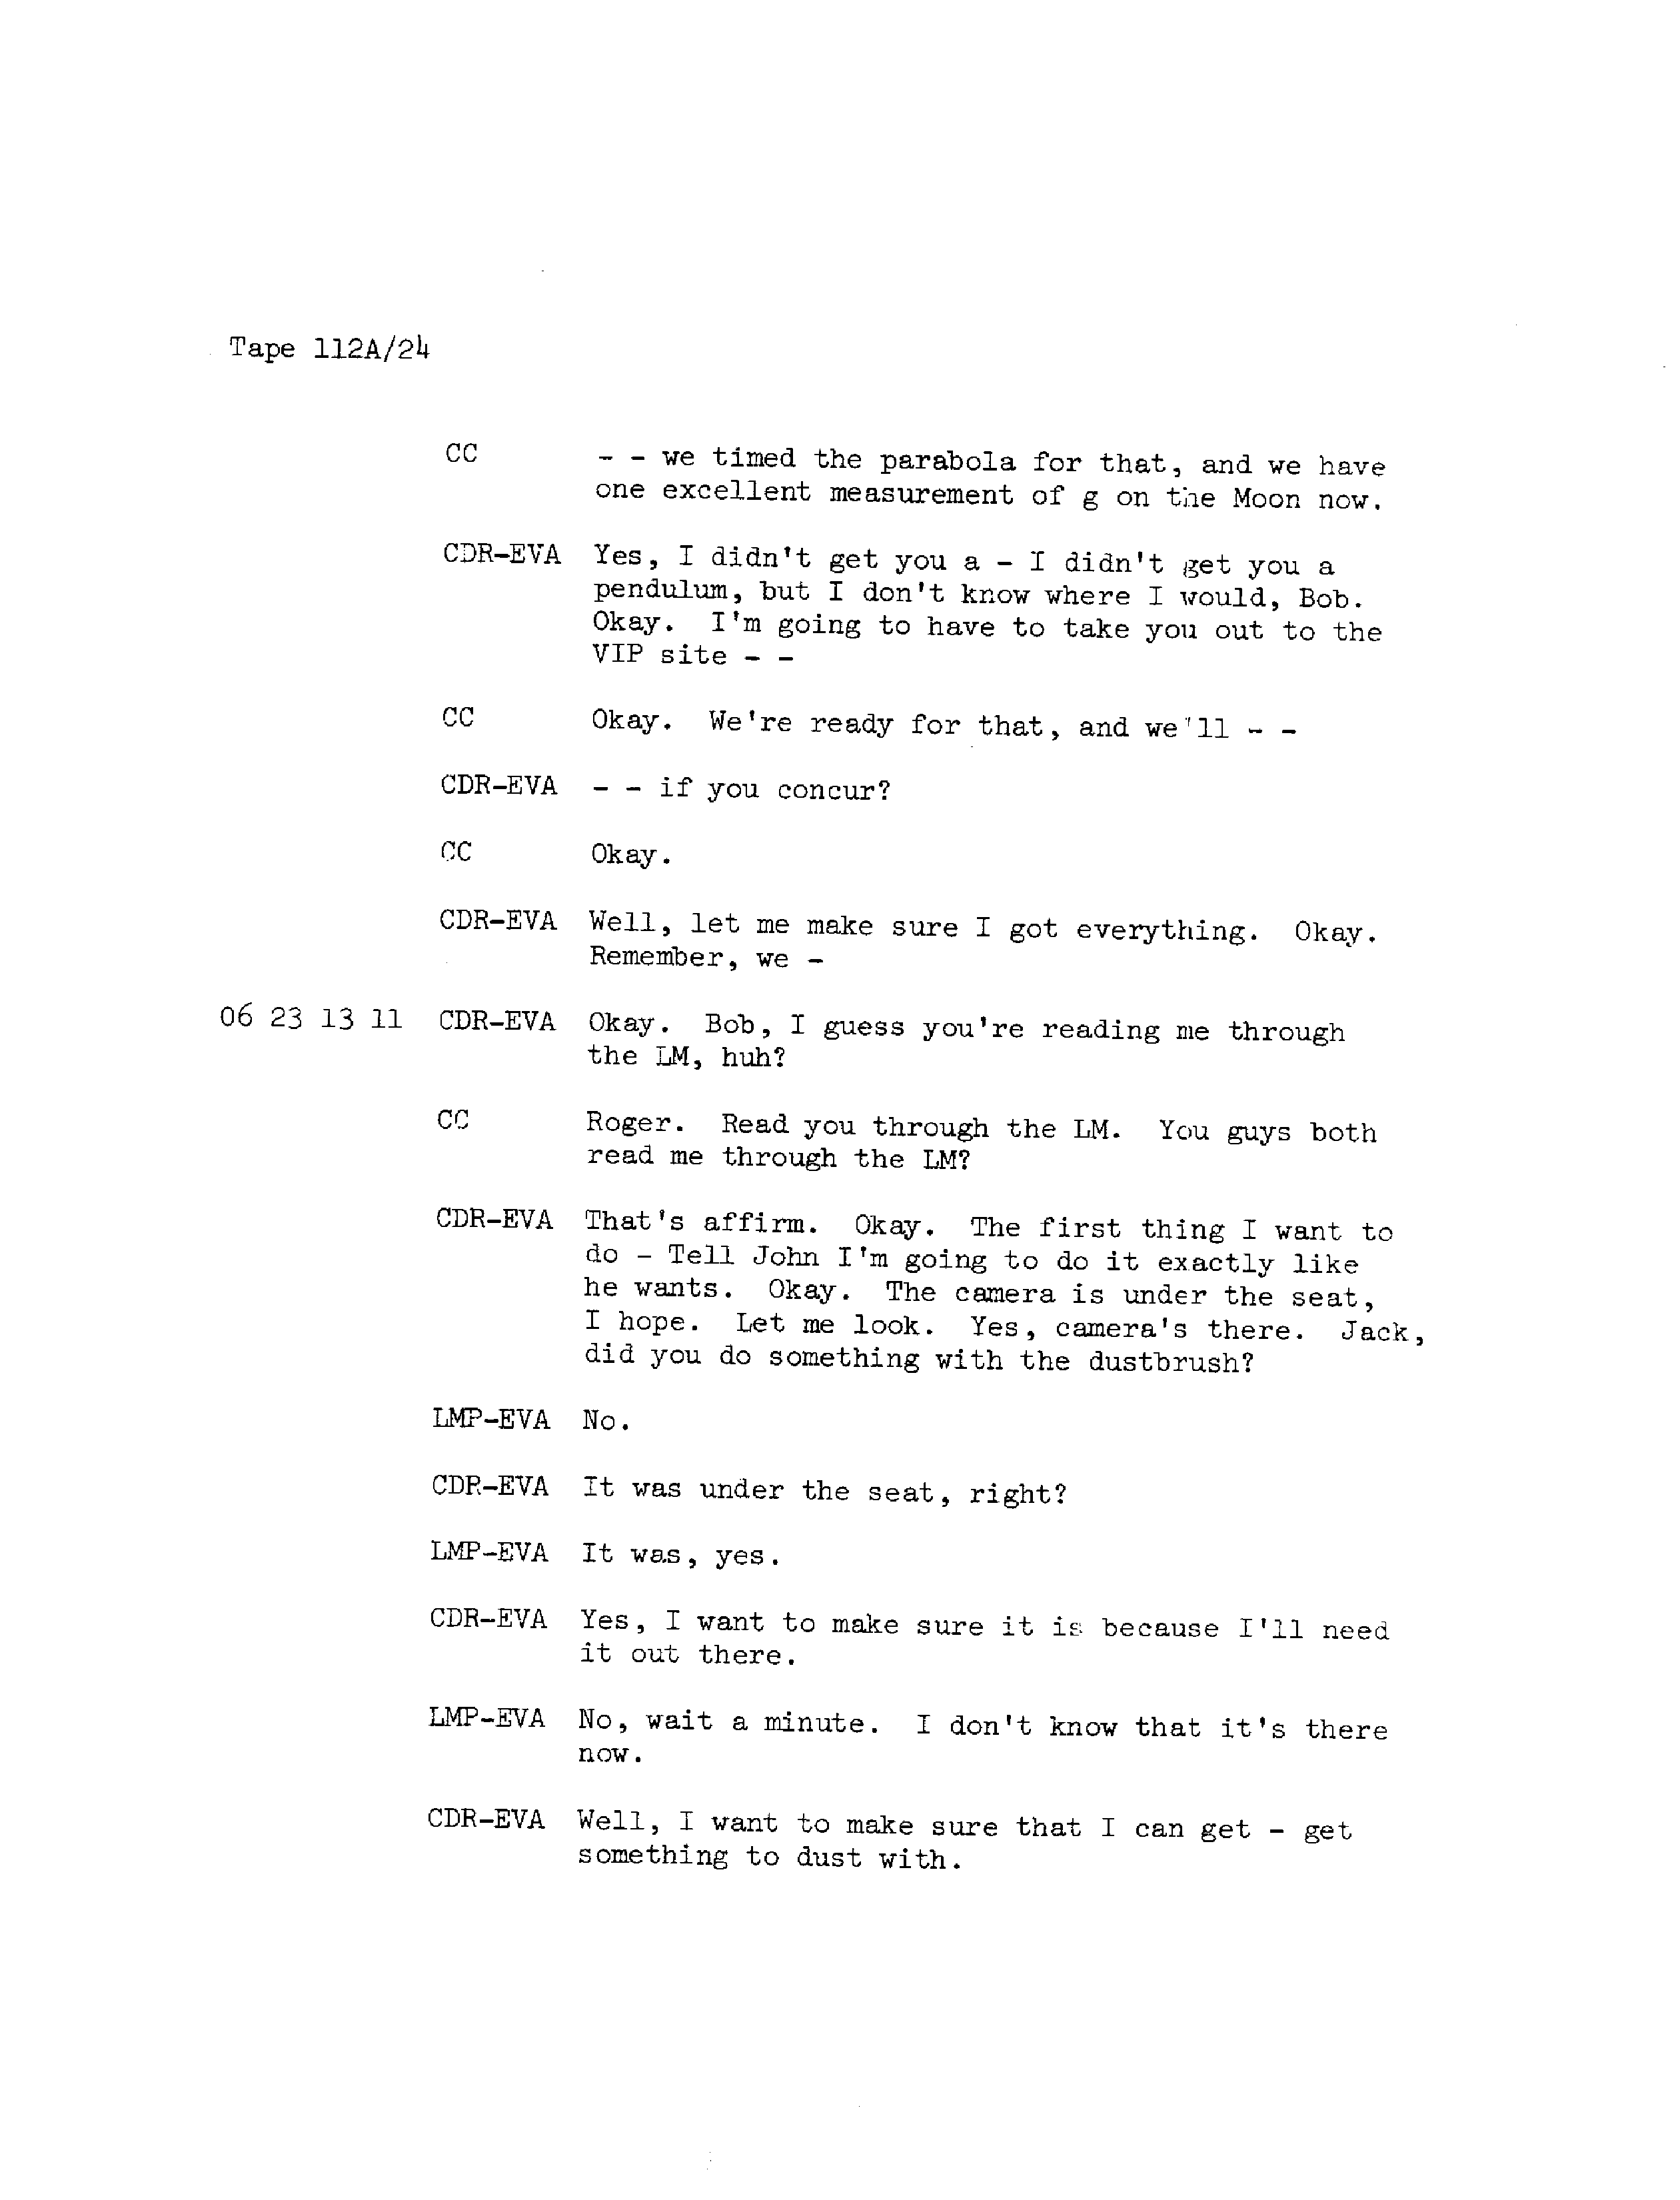 Tape 112A/24
CC - - we timed the parabola for that, and we have
one excellent measurement of g on the Moon now.
CDR-EVA Yes, I didn't get you a - I didn't get you a
pendulum, but I don't know where I would, Bob.
Okay. I'm going to have to take you out to the
VIP site - -
CC Okay. We're ready for that, and we'll - -
CDR-EVA - - if you concur?
CC Okay.
CDR-EVA Well, let me make sure I got everything. Okay.
Remember, we -
06 23 13 11 CDR-EVA Okay. Bob, I guess you're reading me through
the LM, huh?
CC Roger. Read you through the LM. You guys both
read me through the LM?
CDR-EVA That's affirm. Okay. The first thing I want to
do - Tell John I'm going to do it exactly like
he wants. Okay. The camera is under the seat,
I hope. Let me look. Yes, camera's there. Jack,
did you do something with the dustbrush?
LMP-EVA No.
CDR-EVA It was under the seat, right?
LMP-EVA It was, yes.
CDR-EVA Yes, I want to make sure it is because I'll need
it out there.
LMP-EVA No, wait a minute. I don't know that it's there
now.
CDR-EVA Well, I want to make sure that I can get - get
something to dust with.